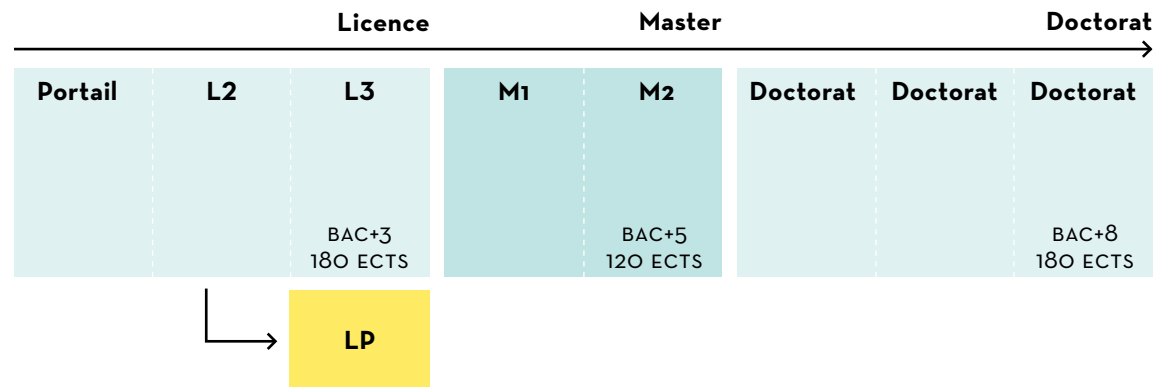 Licence Master Doctorat
Portail L2 L3 M1 M2 Doctorat Doctorat Doctorat
BAC+3 BAC+5 BAC+8
180 ECTS 120 ECTS 180 ECTS
LP